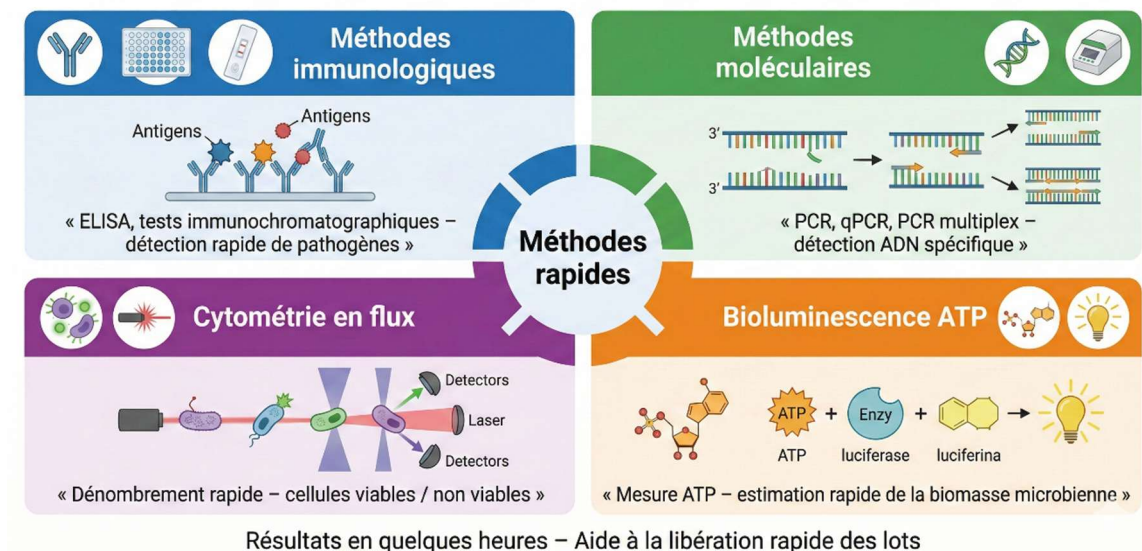 Méthodes
immunologiques
Antigens
Antigens
« ELISA, tests immunochromatographiques –
détection rapide de pathogènes »
Méthodes
moléculaires
3'
3'
« PCR, qPCR, PCR multiplex –
détection ADN spécifique »
Méthodes
rapides
Cytométrie en flux
Detectors
Laser
Detectors
« Dénombrement rapide – cellules viables / non viables »
Bioluminescence ATP
ATP + Enzy +
ATP luciferase luciferina
« Mesure ATP – estimation rapide de la biomasse microbienne »
Résultats en quelques heures – Aide à la libération rapide des lots